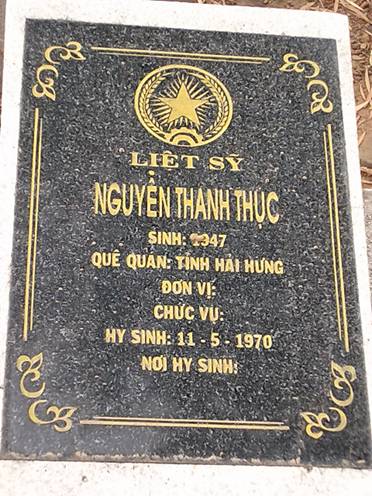 LIỆT SỸ
NGUYỄN THANH THỤC
SINH: 1947
QUÊ QUÁN: TỈNH HẢI HƯNG
ĐƠN VỊ:
CHỨC VỤ:
HY SINH: 11 - 5 - 1970
NƠI HY SINH: